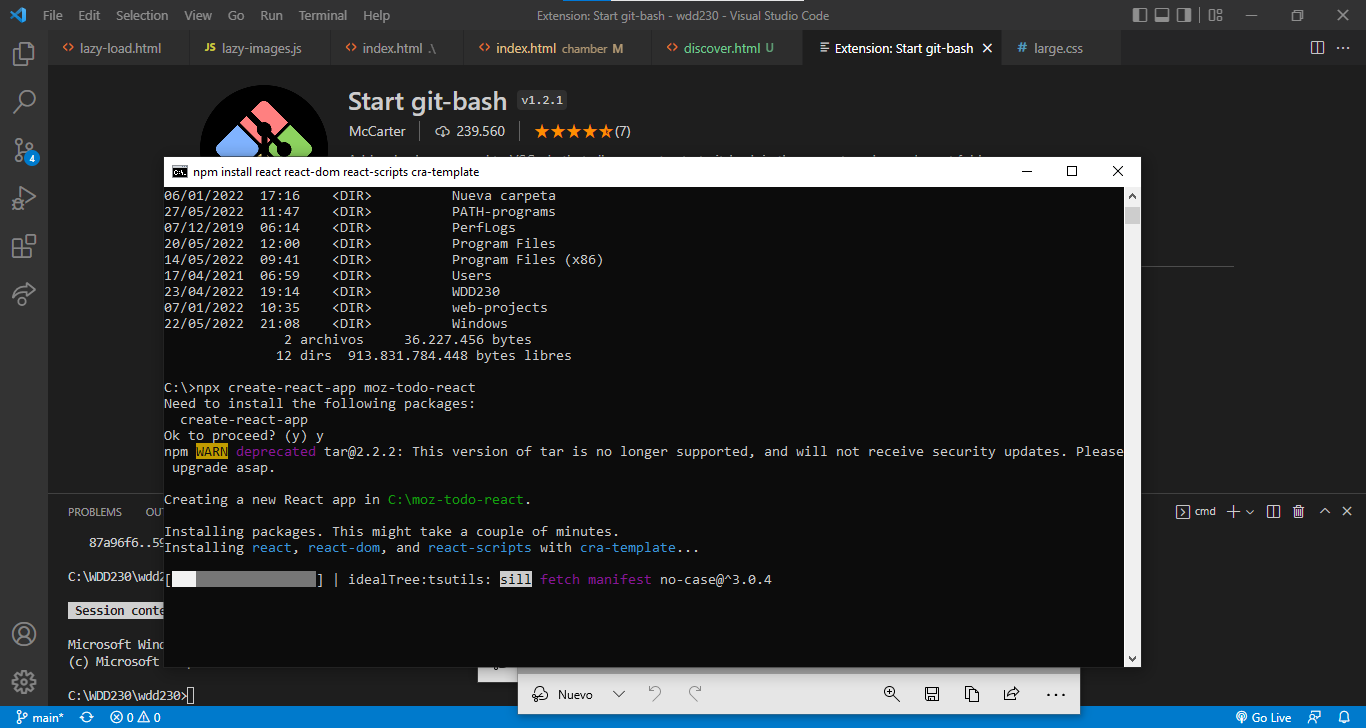 File Edit Selection View Go Run Terminal Help
Extension: Start git-bash - wdd230 - Visual Studio Code
lazy-load.html
JS lazy-images.js
index.html .\
index.html chamber M
discover.html U
Extension: Start git-bash
# large.css
Start git-bash v1.2.1
McCarter 239.560 (7)
4
C:\. npm install react react-dom react-scripts cra-template
06/01/2022 17:16 <DIR> Nueva carpeta
27/05/2022 11:47 <DIR> PATH-programs
07/12/2019 06:14 <DIR> PerfLogs
20/05/2022 12:00 <DIR> Program Files
14/05/2022 09:41 <DIR> Program Files (x86)
17/04/2021 06:59 <DIR> Users
23/04/2022 19:14 <DIR> WDD230
07/01/2022 10:35 <DIR> web-projects
22/05/2022 21:08 <DIR> Windows
2 archivos 36.227.456 bytes
12 dirs 913.831.784.448 bytes libres
C:\>npx create-react-app moz-todo-react
Need to install the following packages:
create-react-app
Ok to proceed? (y) y
npm WARN deprecated tar@2.2.2: This version of tar is no longer supported, and will not receive security updates. Please
upgrade asap.
Creating a new React app in C:\moz-todo-react.
Installing packages. This might take a couple of minutes.
Installing react, react-dom, and react-scripts with cra-template...
[ ] | idealTree:tsutils: sill fetch manifest no-case@^3.0.4
PROBLEMS OU
cmd
87a96f6..59
C:\WDD230\wdd2
Session conte
Microsoft Wind
(c) Microsoft
C:\WDD230\wdd230>
Nuevo
main* 0 0
Go Live